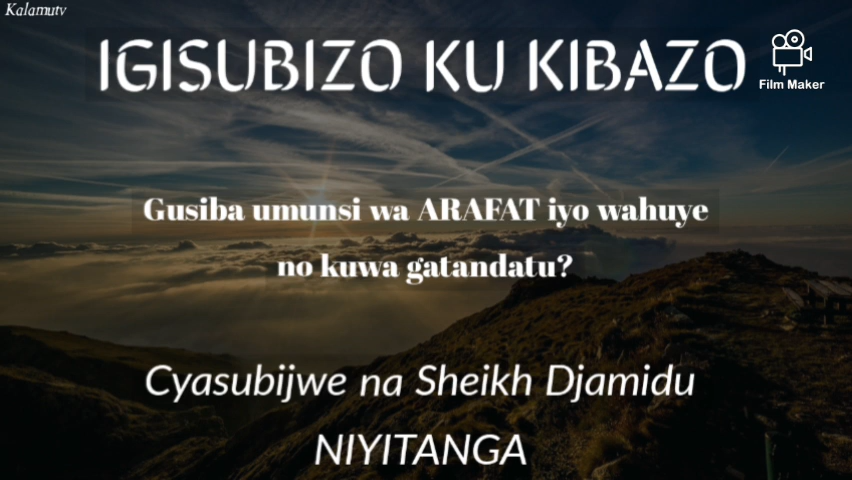 Kalamutv
IGISUBIZO KU KIBAZO
Film Maker
Gusiba umunsi wa ARAFAT iyo wahuye
no kuwa gatandatu?
Cyasubijwe na Sheikh Djamidu
NIYITANGA